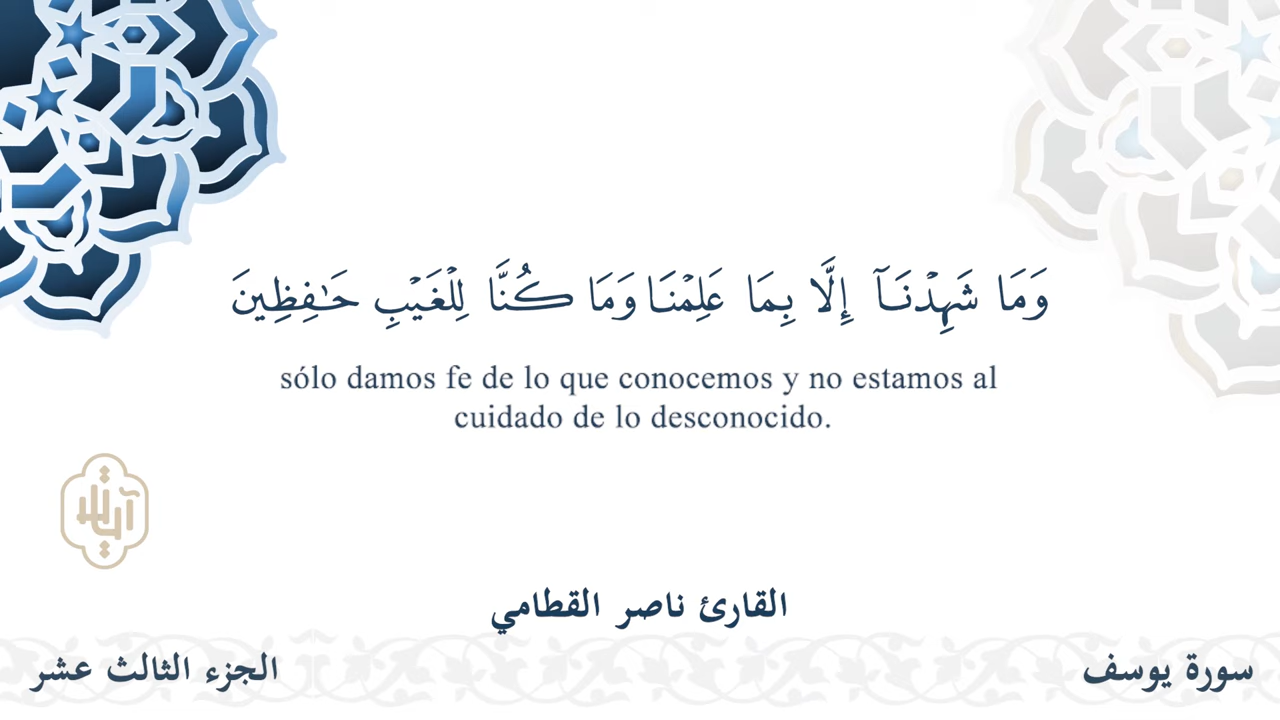 وَمَا شَهِدْنَآ إِلَّا بِمَا عَلِمْنَا وَمَا كُنَّا لِلْغَيْبِ حَـٰفِظِينَ
sólo damos fe de lo que conocemos y no estamos al
cuidado de lo desconocido.
القارئ ناصر القطامي
سورة يوسف
الجزء الثالث عشر